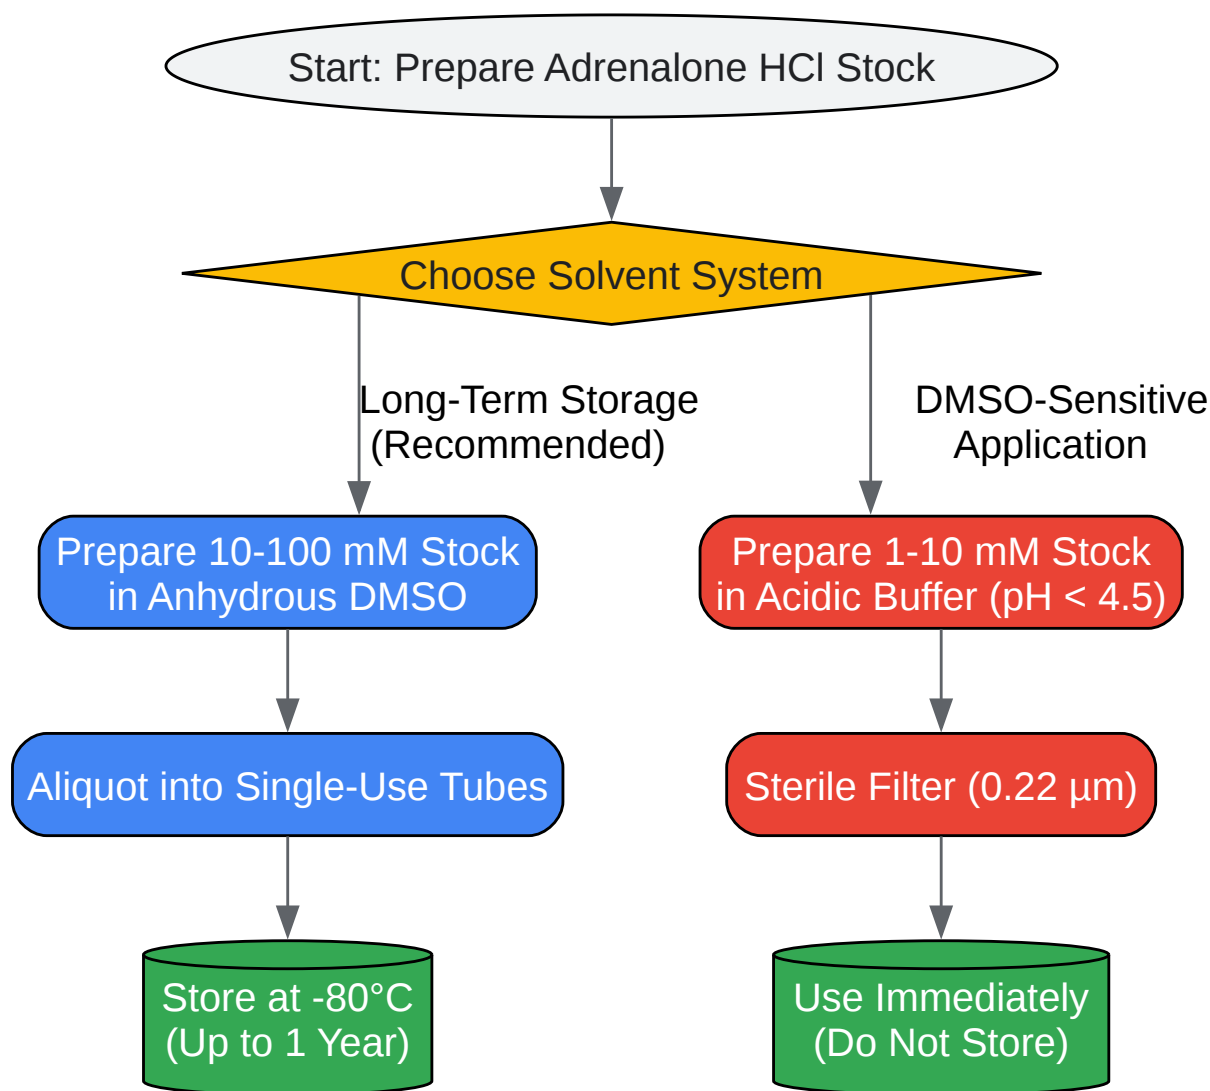 Start: Prepare Adrenalone HCl Stock
Choose Solvent System
Long-Term Storage
(Recommended)
DMSO-Sensitive
Application
Prepare 10-100 mM Stock
in Anhydrous DMSO
Prepare 1-10 mM Stock
in Acidic Buffer (pH < 4.5)
Aliquot into Single-Use Tubes
Sterile Filter (0.22 µm)
Store at -80°C
(Up to 1 Year)
Use Immediately
(Do Not Store)